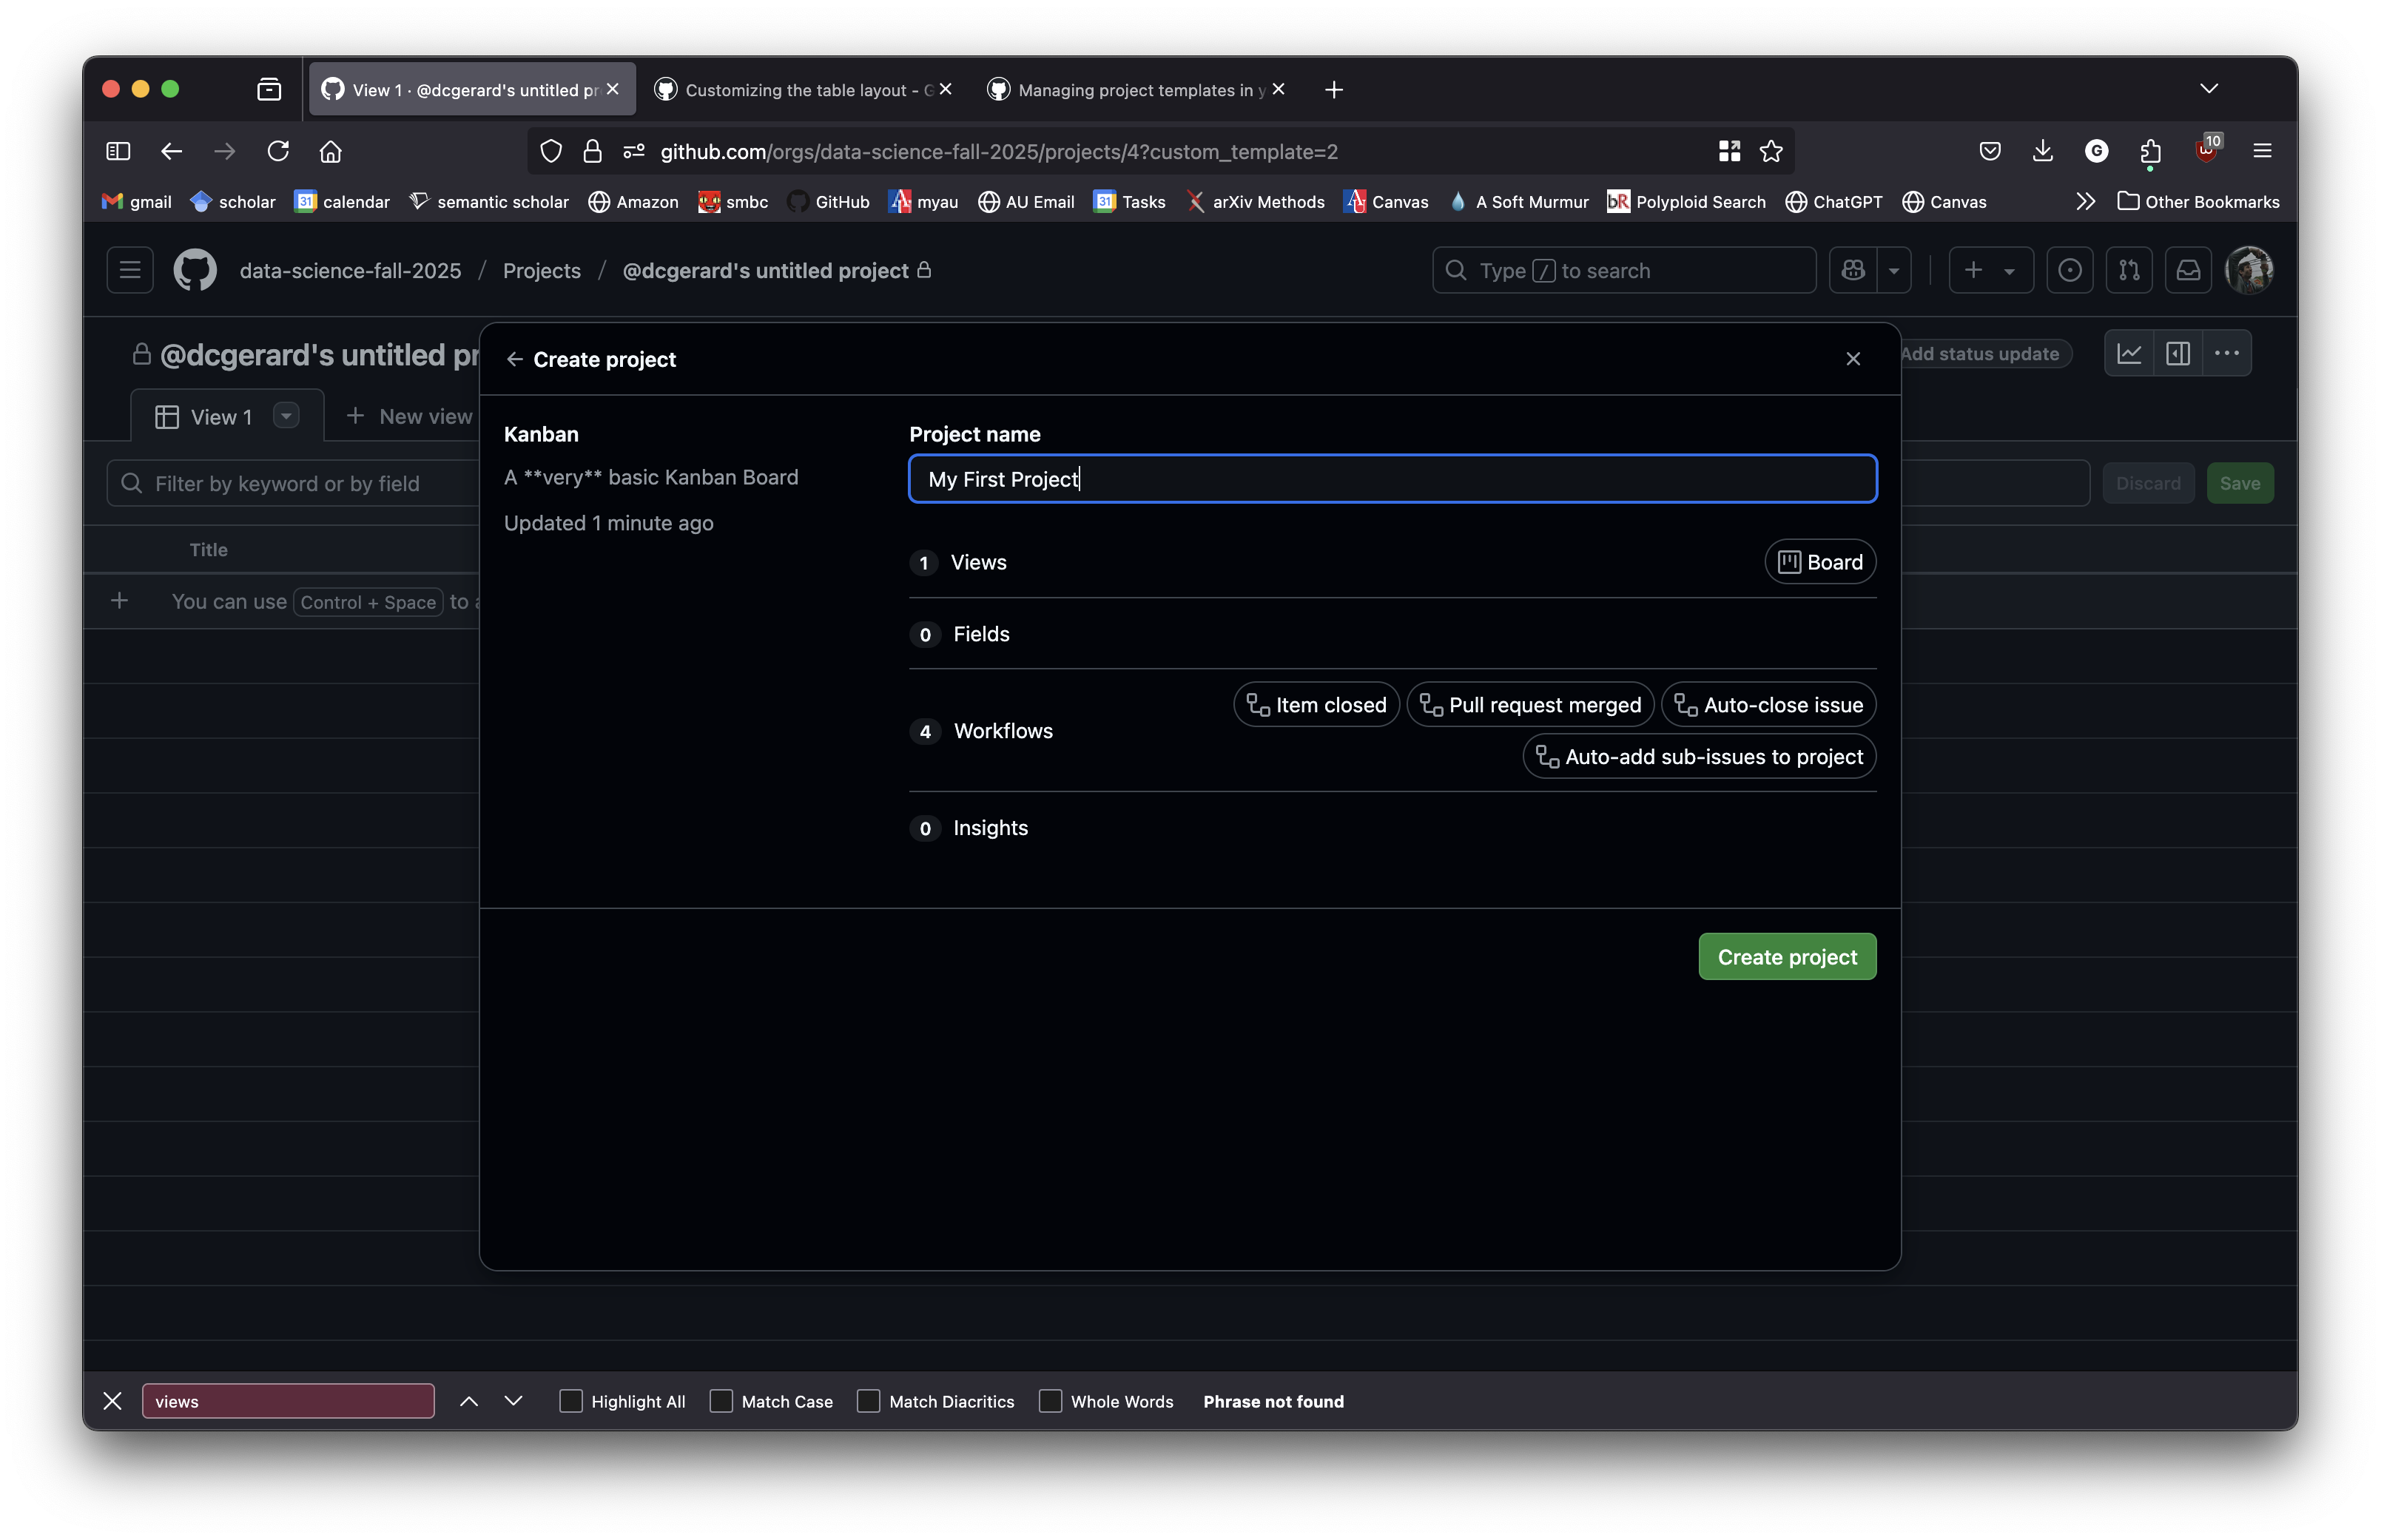 View 1 · @dcgerard's untitled pr
Customizing the table layout - G
Managing project templates in y
github.com/orgs/data-science-fall-2025/projects/4?custom_template=2
10
gmail scholar calendar semantic scholar Amazon smbc GitHub myau AU Email Tasks arXiv Methods Canvas A Soft Murmur Polyploid Search ChatGPT Canvas Other Bookmarks
data-science-fall-2025 / Projects / @dcgerard's untitled project
Type / to search
@dcgerard's untitled pr
Add status update
View 1
New view
Filter by keyword or by field
Discard
Save
Title
You can use Control + Space to a
Create project
Kanban
A **very** basic Kanban Board
Updated 1 minute ago
Project name
My First Project
1 Views
Board
0 Fields
4 Workflows
Item closed
Pull request merged
Auto-close issue
Auto-add sub-issues to project
0 Insights
Create project
views
Highlight All
Match Case
Match Diacritics
Whole Words
Phrase not found